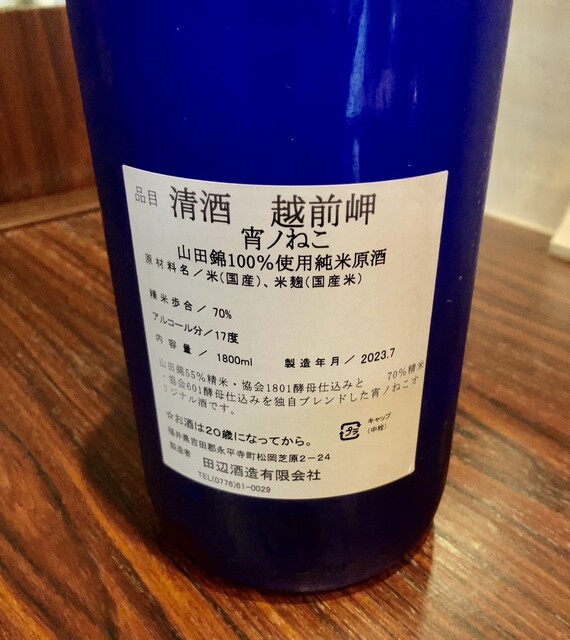 品目 清酒 越前岬
宵ノねこ
山田錦100%使用純米原酒
原材料名／米(国産)、米麹(国産米)
精米歩合／70%
アルコール分／17度
内容量／1800ml 製造年月／2023.7
山田錦55%精米・協会1801酵母仕込みと 70%精米
・協会601酵母仕込みを独自ブレンドした宵ノねこオ
リジナル酒です。
☆お酒は20歳になってから。
キャップ
(中栓)
プラ
福井県吉田郡永平寺町松岡芝原2-24
製造者 田辺酒造有限会社
TEL(0776)61-0029